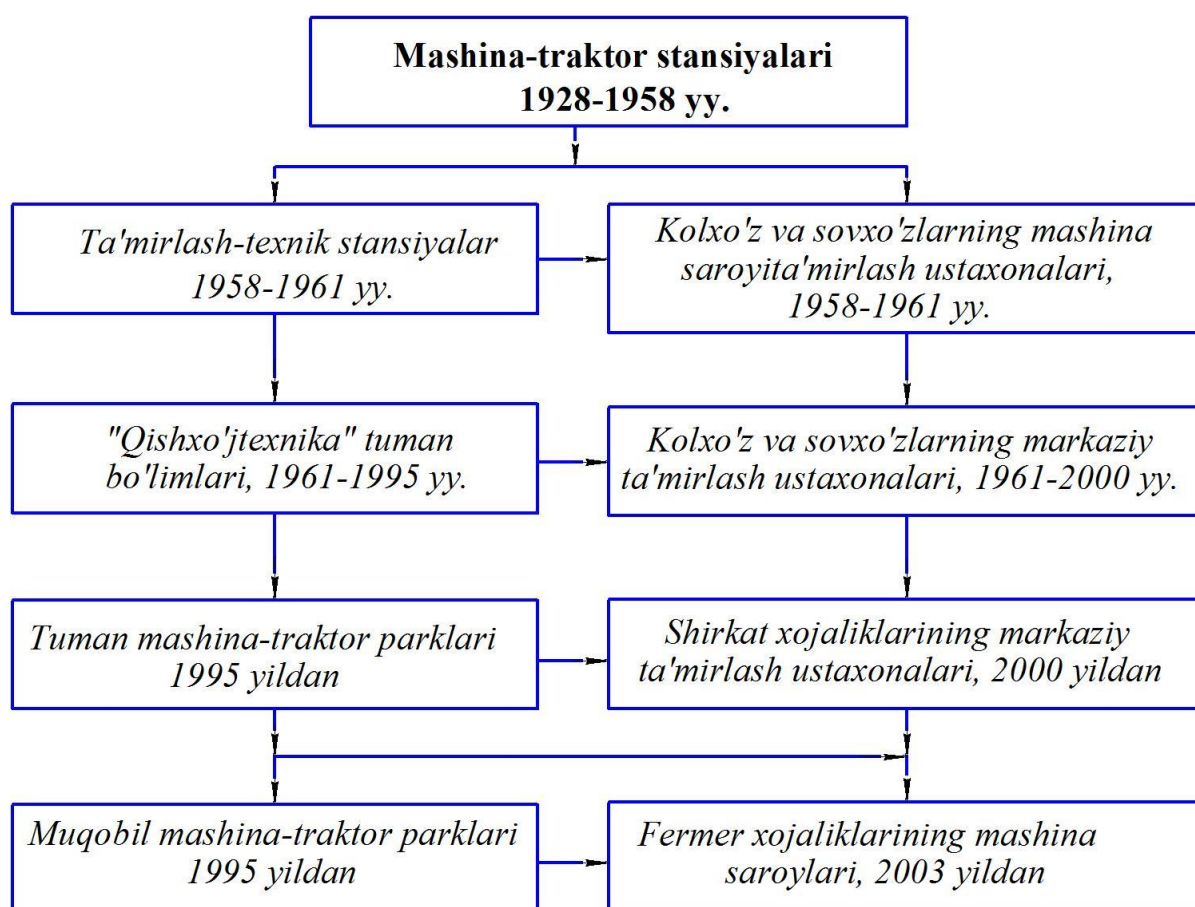 Mashina-traktor stansiyalari
1928-1958 yy.
Ta'mirlash-texnik stansiyalar
1958-1961 yy.
Kolxo'z va sovxo'zlarning mashina
saroyita'mirlash ustaxonalari,
1958-1961 yy.
"Qishxo'jtexnika" tuman
bo'limlari, 1961-1995 yy.
Kolxo'z va sovxo'zlarning markaziy
ta'mirlash ustaxonalari, 1961-2000 yy.
Tuman mashina-traktor parklari
1995 yildan
Shirkat xojaliklarining markaziy
ta'mirlash ustaxonalari, 2000 yildan
Muqobil mashina-traktor parklari
1995 yildan
Fermer xojaliklarining mashina
saroylari, 2003 yildan